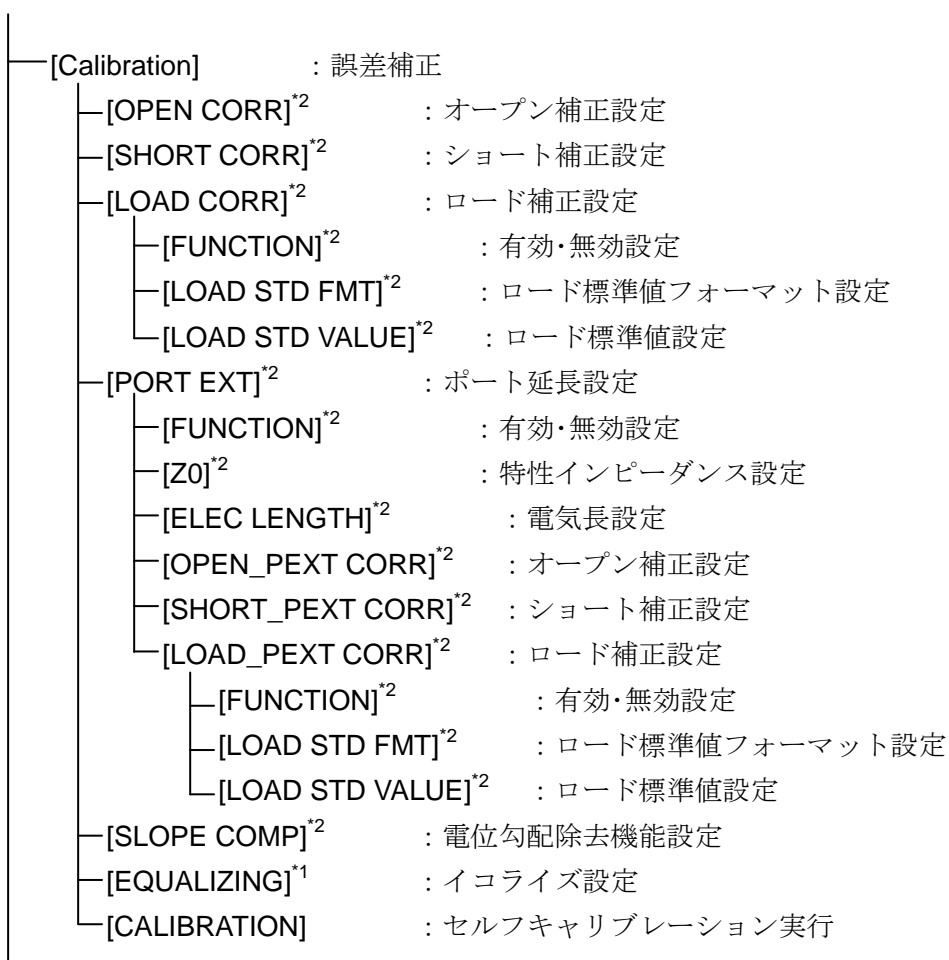 [Calibration] : 誤差補正
[OPEN CORR]*2 : オープン補正設定
[SHORT CORR]*2 : ショート補正設定
[LOAD CORR]*2 : ロード補正設定
[FUNCTION]*2 : 有効・無効設定
[LOAD STD FMT]*2 : ロード標準値フォーマット設定
[LOAD STD VALUE]*2 : ロード標準値設定
[PORT EXT]*2 : ポート延長設定
[FUNCTION]*2 : 有効・無効設定
[Z0]*2 : 特性インピーダンス設定
[ELEC LENGTH]*2 : 電気長設定
[OPEN_PEXT CORR]*2 : オープン補正設定
[SHORT_PEXT CORR]*2 : ショート補正設定
[LOAD_PEXT CORR]*2 : ロード補正設定
[FUNCTION]*2 : 有効・無効設定
[LOAD STD FMT]*2 : ロード標準値フォーマット設定
[LOAD STD VALUE]*2 : ロード標準値設定
[SLOPE COMP]*2 : 電位勾配除去機能設定
[EQUALIZING]*1 : イコライズ設定
[CALIBRATION] : セルフキャリブレーション実行